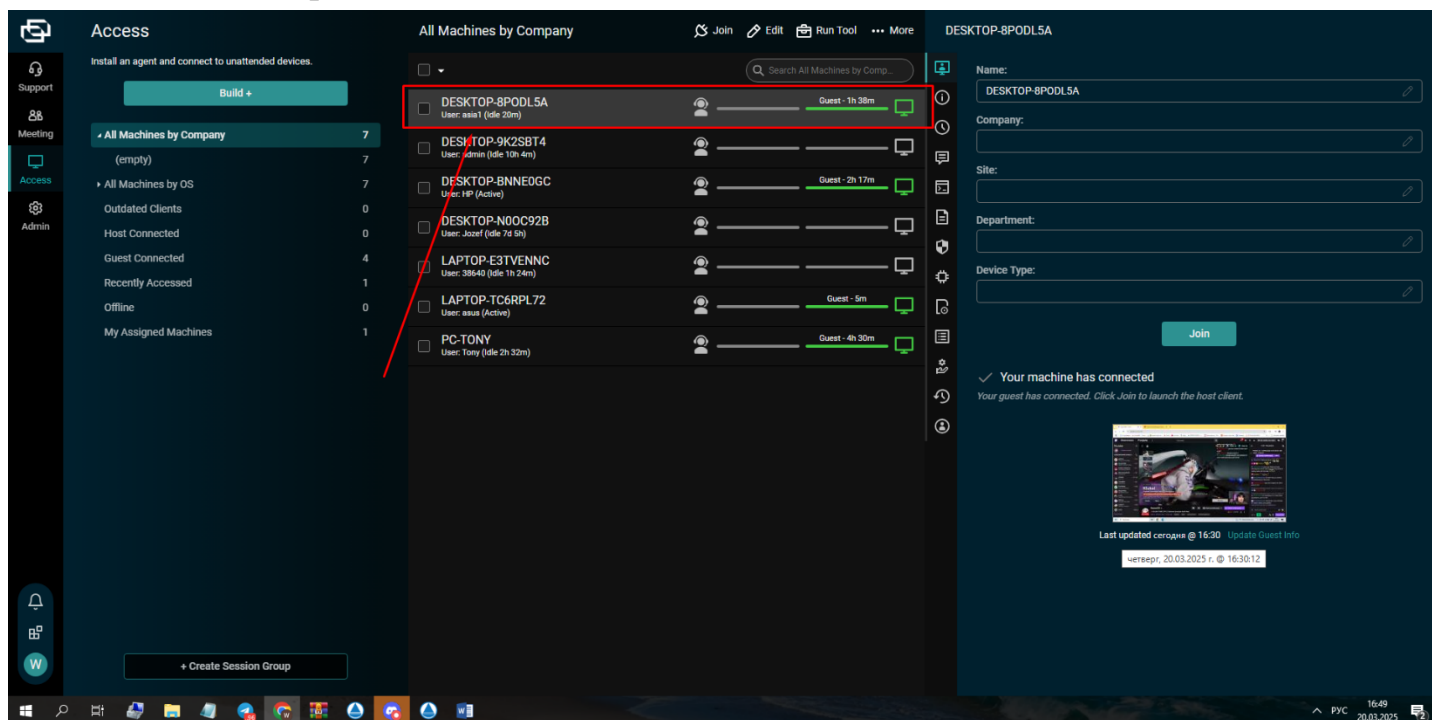 Access
Install an agent and connect to unattended devices.
Build +
All Machines by Company 7
(empty) 7
All Machines by OS 7
Outdated Clients 0
Host Connected 0
Guest Connected 4
Recently Accessed 1
Offline 0
My Assigned Machines 1
+ Create Session Group
Support
Meeting
Access
Admin
W
All Machines by Company
Join
Edit
Run Tool
More
Search All Machines by Comp...
DESKTOP-8PODL5A
User: asia1 (Idle 20m)
Guest - 1h 38m
DESKTOP-9K2SBT4
User: admin (Idle 10h 4m)
DESKTOP-BNNE0GC
User: HP (Active)
Guest - 2h 17m
DESKTOP-N0OC92B
User: Jozef (Idle 7d 5h)
LAPTOP-E3TVENNC
User: 38640 (Idle 1h 24m)
LAPTOP-TC6RPL72
User: asus (Active)
Guest - 5m
PC-TONY
User: Tony (Idle 2h 32m)
Guest - 4h 30m
DESKTOP-8PODL5A
Name:
DESKTOP-8PODL5A
Company:
Site:
Department:
Device Type:
Join
Your machine has connected
Your guest has connected. Click Join to launch the host client.
Last updated сегодня @ 16:30 Update Guest Info
четверг, 20.03.2025 г. @ 16:30:12
РУС
16:49
20.03.2025
2